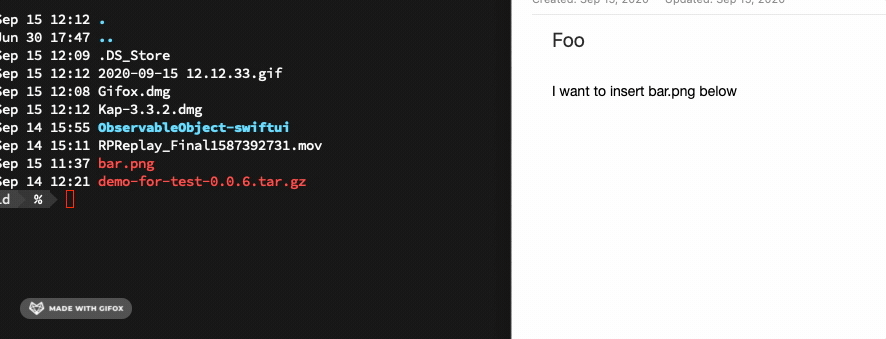 Sep 15 12:12 .
Jun 30 17:47 ..
Sep 15 12:09 .DS_Store
Sep 15 12:12 2020-09-15 12.12.33.gif
Sep 15 12:08 Gifox.dmg
Sep 15 12:12 Kap-3.3.2.dmg
Sep 14 15:55 ObservableObject-swiftui
Sep 14 15:11 RPReplay_Final1587392731.mov
Sep 15 11:37 bar.png
Sep 14 12:21 demo-for-test-0.0.6.tar.gz
ld %
MADE WITH GIFOX
Created: Sep 15, 2020 Updated: Sep 15, 2020
Foo
I want to insert bar.png below